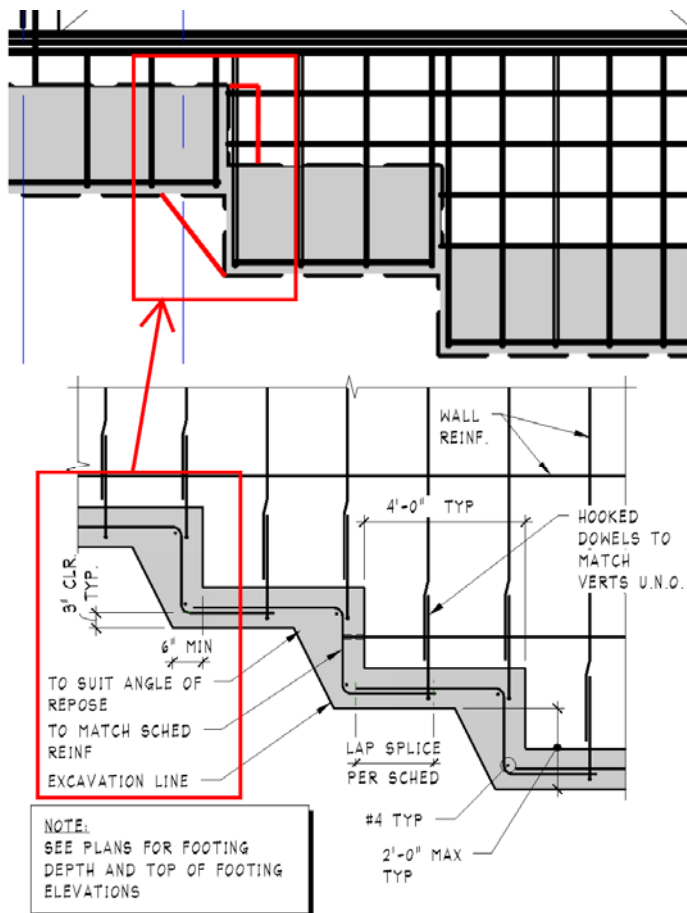 WALL
REINF.
4'-0" TYP
HOOKED
DOWELS TO
MATCH
VERTS U.N.O.
3" CLR.
TYP.
6" MIN
TO SUIT ANGLE OF
REPOSE
TO MATCH SCHED
REINF
EXCAVATION LINE
LAP SPLICE
PER SCHED
#4 TYP
2'-0" MAX
TYP
NOTE:
SEE PLANS FOR FOOTING
DEPTH AND TOP OF FOOTING
ELEVATIONS